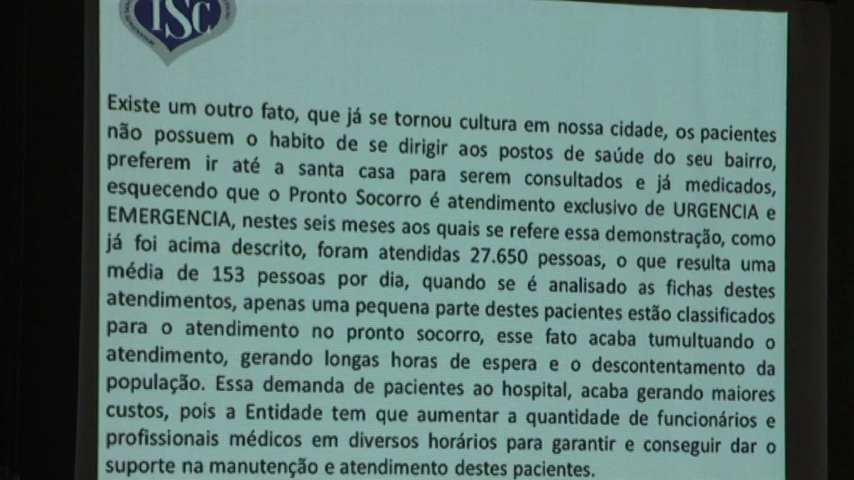 ISC
Existe um outro fato, que já se tornou cultura em nossa cidade, os pacientes
não possuem o habito de se dirigir aos postos de saúde do seu bairro,
preferem ir até a santa casa para serem consultados e já medicados,
esquecendo que o Pronto Socorro é atendimento exclusivo de URGENCIA e
EMERGENCIA, nestes seis meses aos quais se refere essa demonstração, como
já foi acima descrito, foram atendidas 27.650 pessoas, o que resulta uma
média de 153 pessoas por dia, quando se é analisado as fichas destes
atendimentos, apenas uma pequena parte destes pacientes estão classificados
para o atendimento no pronto socorro, esse fato acaba tumultuando o
atendimento, gerando longas horas de espera e o descontentamento da
população. Essa demanda de pacientes ao hospital, acaba gerando maiores
custos, pois a Entidade tem que aumentar a quantidade de funcionários e
profissionais médicos em diversos horários para garantir e conseguir dar o
suporte na manutenção e atendimento destes pacientes.